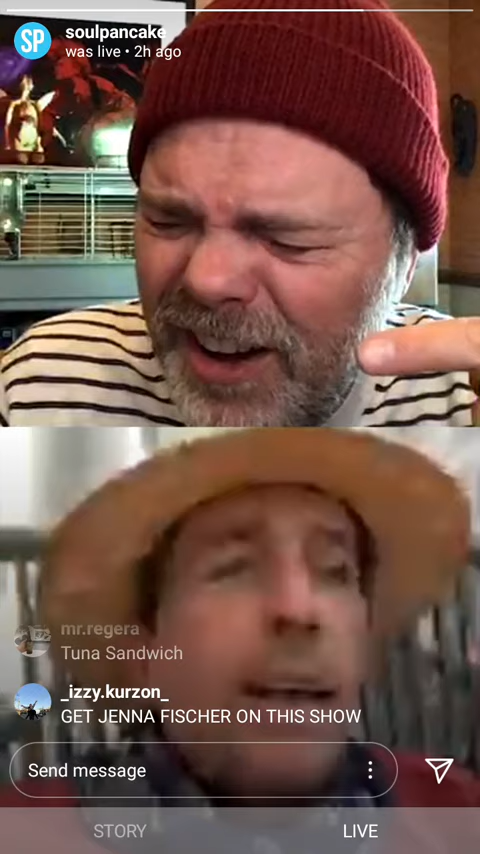 SP
soulpancake
was live • 2h ago
mr.regera
Tuna Sandwich
_izzy.kurzon_
GET JENNA FISCHER ON THIS SHOW
Send message
STORY
LIVE